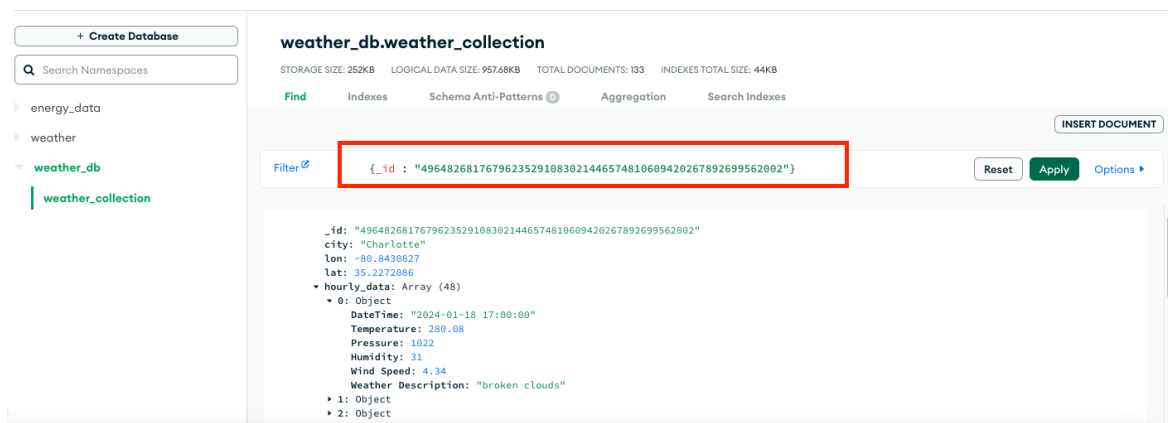 + Create Database
Search Namespaces
energy_data
weather
weather_db
weather_collection
weather_db.weather_collection
STORAGE SIZE: 252KB LOGICAL DATA SIZE: 957.68KB TOTAL DOCUMENTS: 133 INDEXES TOTAL SIZE: 44KB
Find Indexes Schema Anti-Patterns 0 Aggregation Search Indexes
INSERT DOCUMENT
Filter {_id : "49648268176796235291083021446574810609420267892699562002"} Reset Apply Options
_id: "49648268176796235291083021446574810609420267892699562002"
city: "Charlotte"
lon: -80.8430827
lat: 35.2272086
hourly_data: Array (48)
0: Object
DateTime: "2024-01-18 17:00:00"
Temperature: 280.08
Pressure: 1022
Humidity: 31
Wind Speed: 4.34
Weather Description: "broken clouds"
1: Object
2: Object